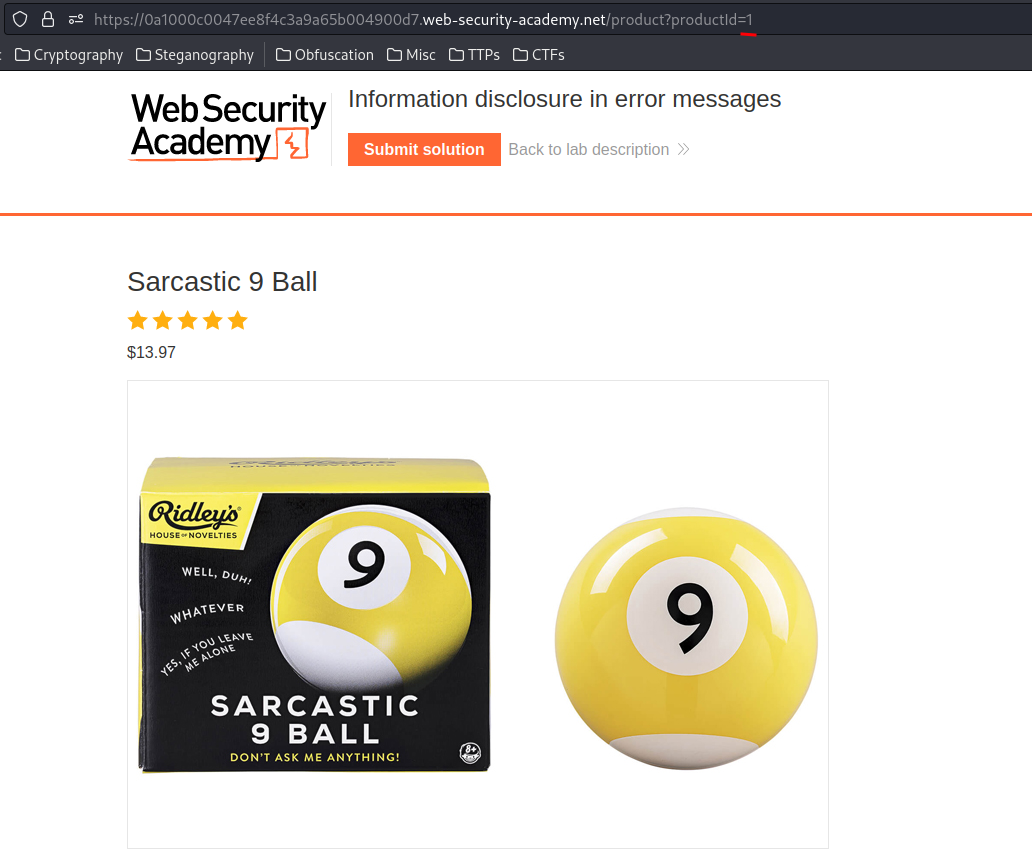 https://0a1000c0047ee8f4c3a9a65b004900d7.web-security-academy.net/product?productId=1
Cryptography Steganography Obfuscation Misc TTPs CTFs
Information disclosure in error messages
WebSecurity
Academy
Submit solution Back to lab description
Sarcastic 9 Ball
$13.97
Ridley's
HOUSE OF NOVELTIES
9
9
WELL, DUH!
WHATEVER
YES, IF YOU LEAVE
ME ALONE
SARCASTIC
9 BALL
DON'T ASK ME ANYTHING!
8+